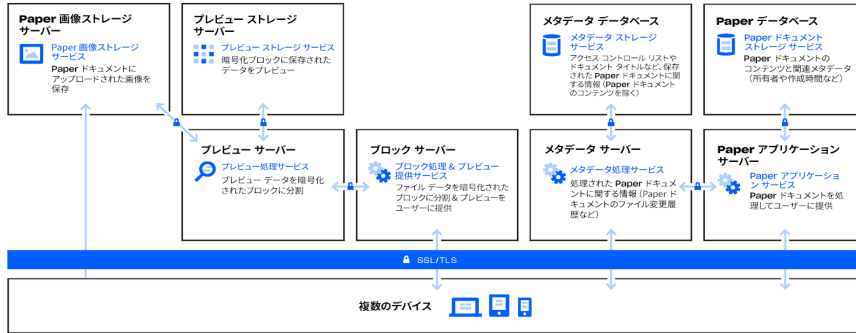 Paper 画像ストレージ
サーバー
Paper 画像ストレージ
サービス
Paper ドキュメントに
アップロードされた画像を
保存
プレビュー ストレージ
サーバー
プレビュー ストレージ サービス
暗号化ブロックに保存された
データをプレビュー
メタデータ データベース
メタデータ ストレージ
サービス
アクセス コントロール リストや
ドキュメント タイトルなど、保存
された Paper ドキュメントに関
する情報（Paper ドキュメント
のコンテンツを除く）
Paper データベース
Paper ドキュメント
ストレージ サービス
Paper ドキュメントの
コンテンツと関連メタデータ
（所有者や作成時間など）
プレビュー サーバー
プレビュー処理サービス
プレビュー データを暗号化
されたブロックに分割
ブロック サーバー
ブロック処理 & プレビュー
提供サービス
ファイル データを暗号化された
ブロックに分割 & プレビューを
ユーザーに提供
メタデータ サーバー
メタデータ処理サービス
処理された Paper ドキュメ
ントに関する情報（Paper ド
キュメントのファイル変更履
歴など）
Paper アプリケーション
サーバー
Paper アプリケーショ
ン サービス
Paper ドキュメントを処
理してユーザーに提供
SSL/TLS
複数のデバイス